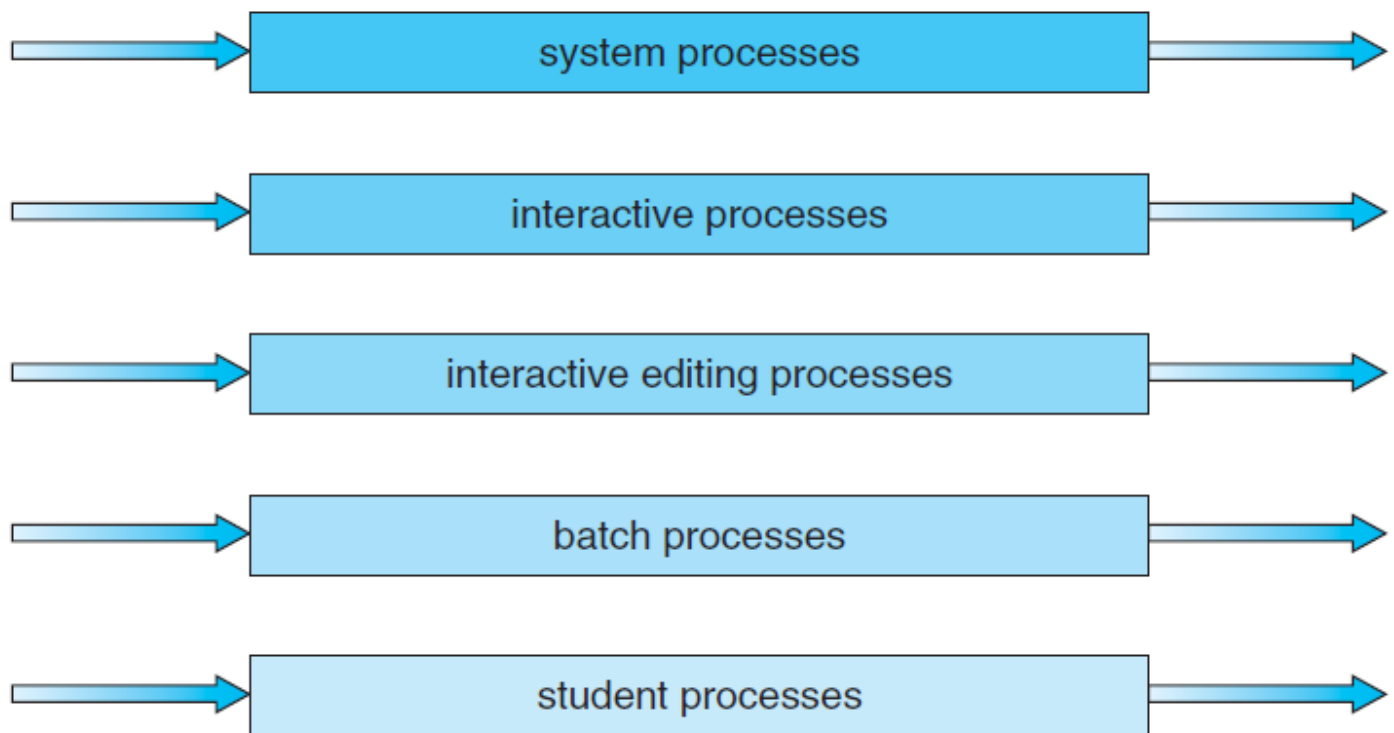 system processes
interactive processes
interactive editing processes
batch processes
student processes